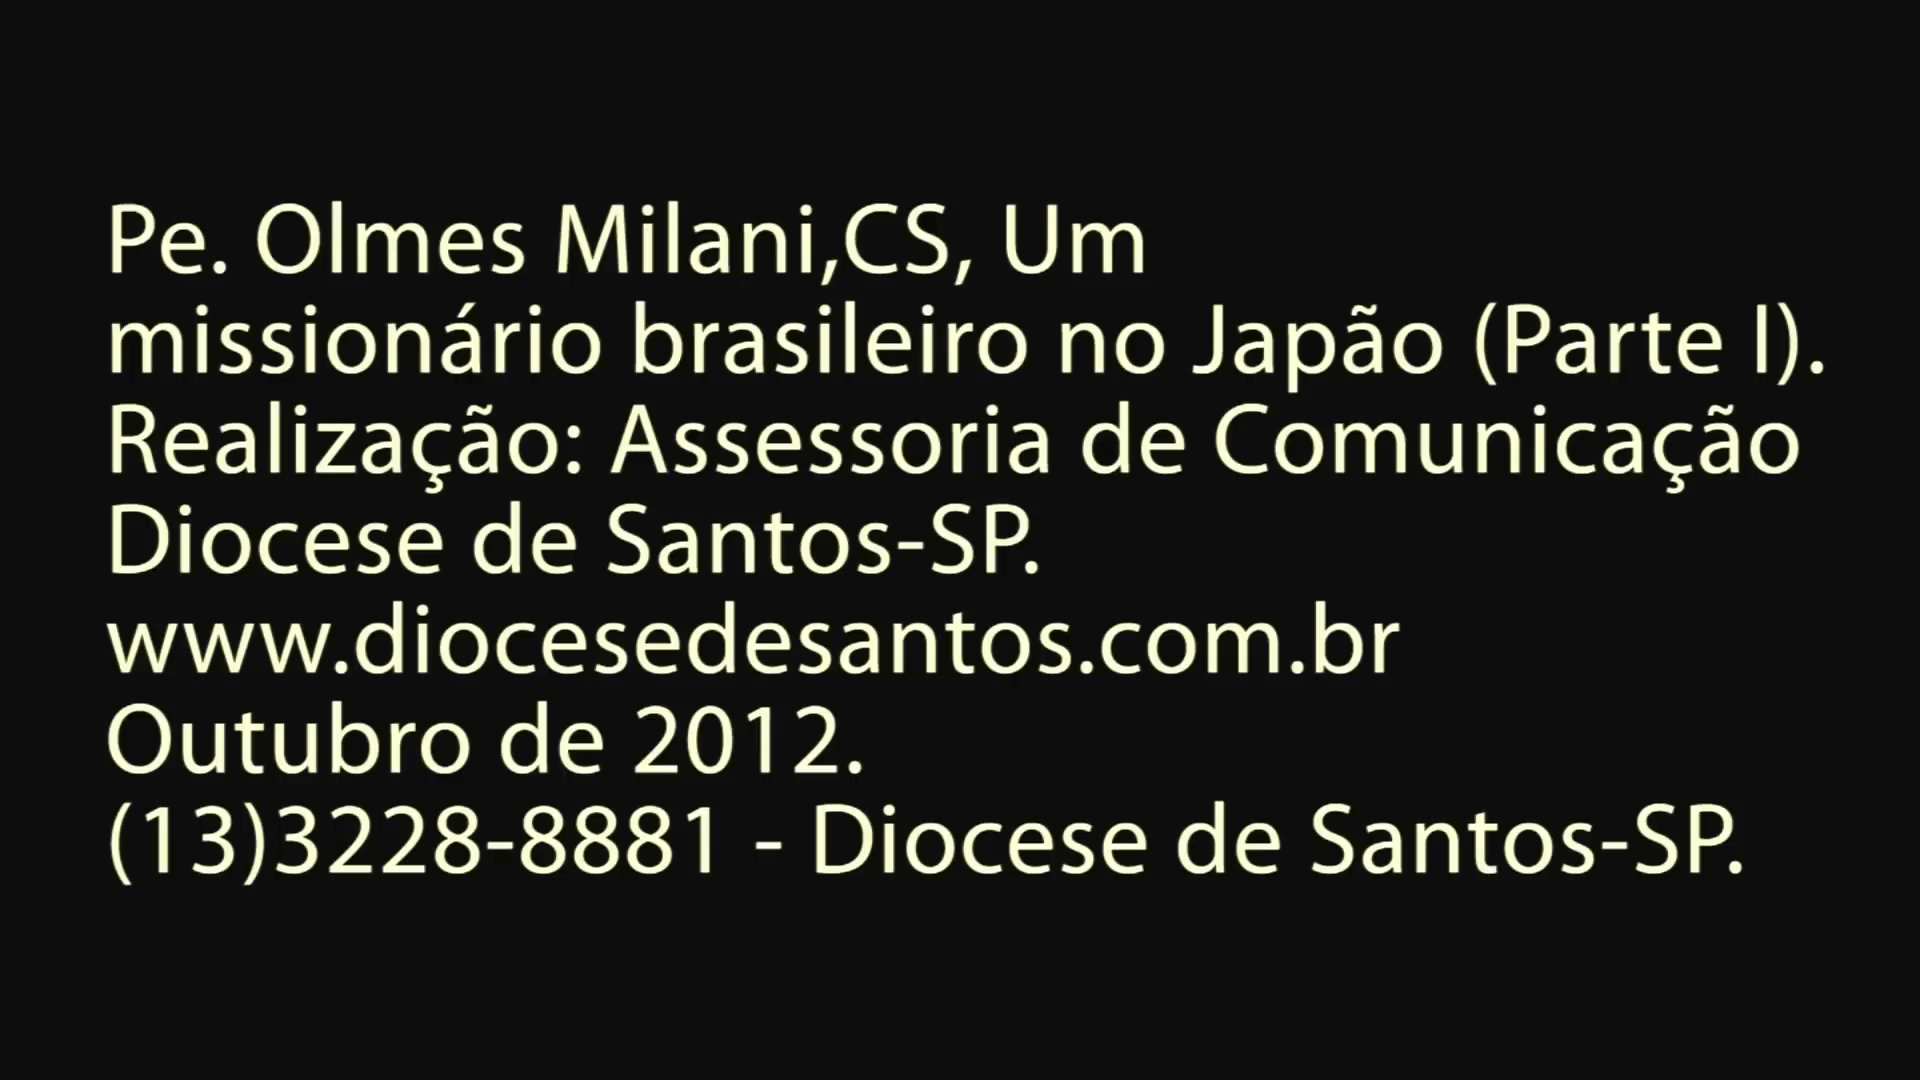 Pe. Olmes Milani,CS, Um
missionário brasileiro no Japão (Parte I).
Realização: Assessoria de Comunicação
Diocese de Santos-SP.
www.diocesedesantos.com.br
Outubro de 2012.
(13)3228-8881 - Diocese de Santos-SP.